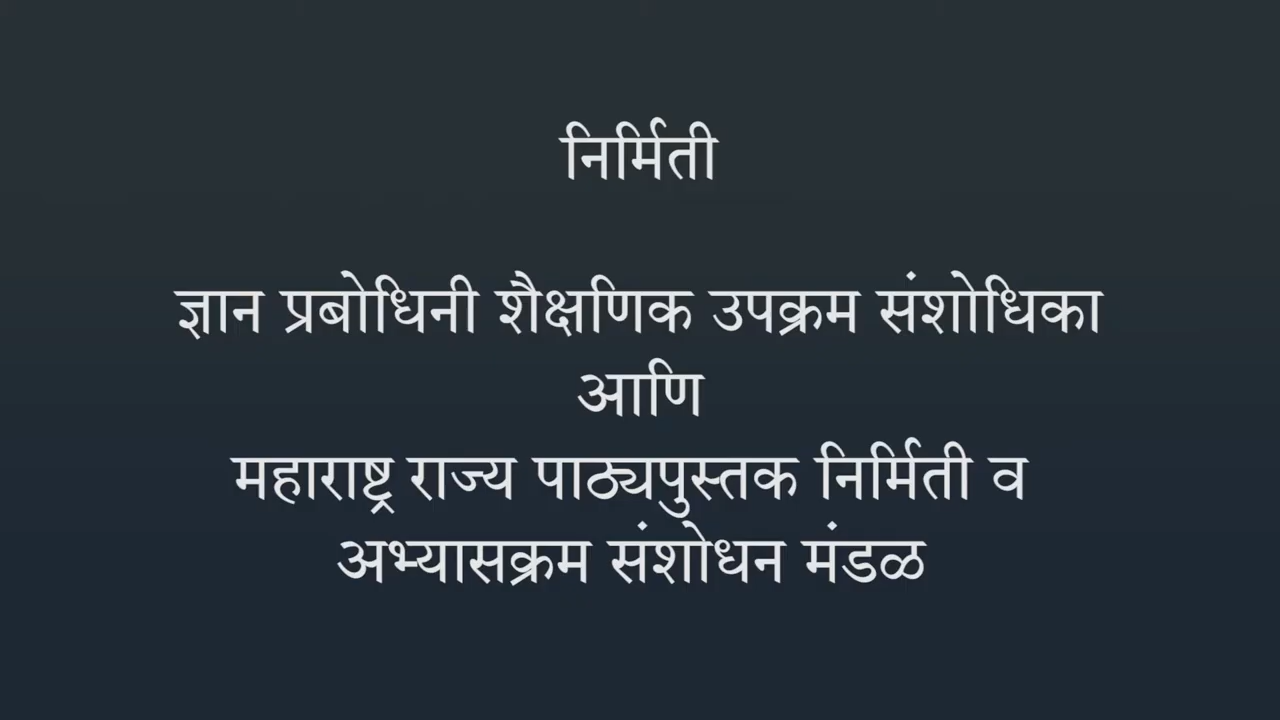 निर्मिती
ज्ञान प्रबोधिनी शैक्षणिक उपक्रम संशोधिका
आणि
महाराष्ट्र राज्य पाठ्यपुस्तक निर्मिती व
अभ्यासक्रम संशोधन मंडळ